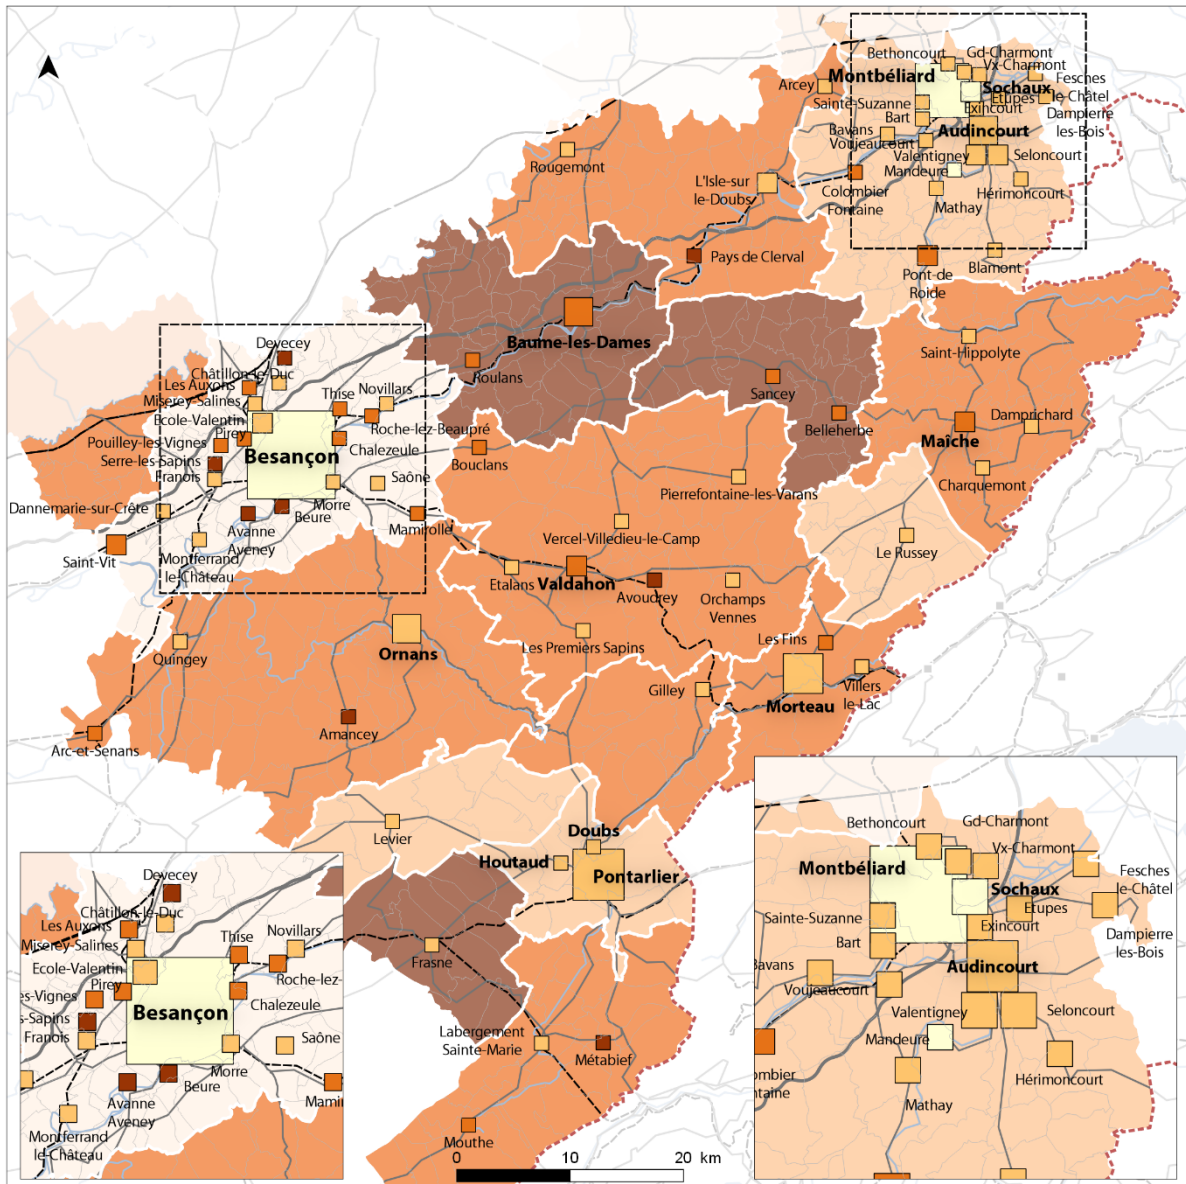 Bethoncourt
Gd-Charmont
Montbéliard
Vx-Charmont
Fesches
le-Châtel
Sochaux
Arcey
Sainte-Suzanne
Etupes
Exincourt
Dampierre
les-Bois
Bart
Bavans
Audincourt
Voujeaucourt
Valentigney
Seloncourt
Rougemont
Mandeure
L'Isle-sur
le-Doubs
Colombier
Fontaine
Hérimoncourt
Mathay
Pays de Clerval
Blamont
Pont-de
Roide
Devecey
Baume-les-Dames
Saint-Hippolyte
Châtillon-le-Duc
Les Auxons
Roulans
Thise
Novillars
Miserey-Salines
Sancey
Ecole-Valentin
Pirey
Roche-lez-Beaupré
Belleherbe
Damprichard
Pouilley-les-Vignes
Maîche
Besançon
Chalezeule
Serre-les-Sapins
Bouclans
Franois
Saône
Charquemont
Pierrefontaine-les-Varans
Dannemarie-sur-Crête
Morre
Beure
Mamirolle
Avanne
Aveney
Vercel-Villedieu-le-Camp
Le Russey
Saint-Vit
Montferrand
le-Château
Etalans
Valdahon
Avoudrey
Orchamps
Vennes
Les Fins
Les Premiers Sapins
Ornans
Quingey
Gilley
Villers
le-Lac
Morteau
Amancey
Arc-et-Senans
Doubs
Levier
Houtaud
Pontarlier
Frasne
Labergement
Sainte-Marie
Métabief
Mouthe
0
10
20 km
Devecey
Châtillon-le-Duc
Les Auxons
Thise
Novillars
Miserey-Salines
Ecole-Valentin
Pirey
Roche-lez-
es-Vignes
Chalezeule
Besançon
s-Sapins
Franois
Saône
Morre
Beure
Mamir
Avanne
Aveney
Montferrand
le-Château
Bethoncourt
Gd-Charmont
Vx-Charmont
Montbéliard
Fesches
le-Châtel
Sochaux
Sainte-Suzanne
Etupes
Exincourt
Dampierre
les-Bois
Bart
Bavans
Audincourt
Voujeaucourt
Valentigney
Seloncourt
Mandeure
ombier
ntaine
Hérimoncourt
Mathay